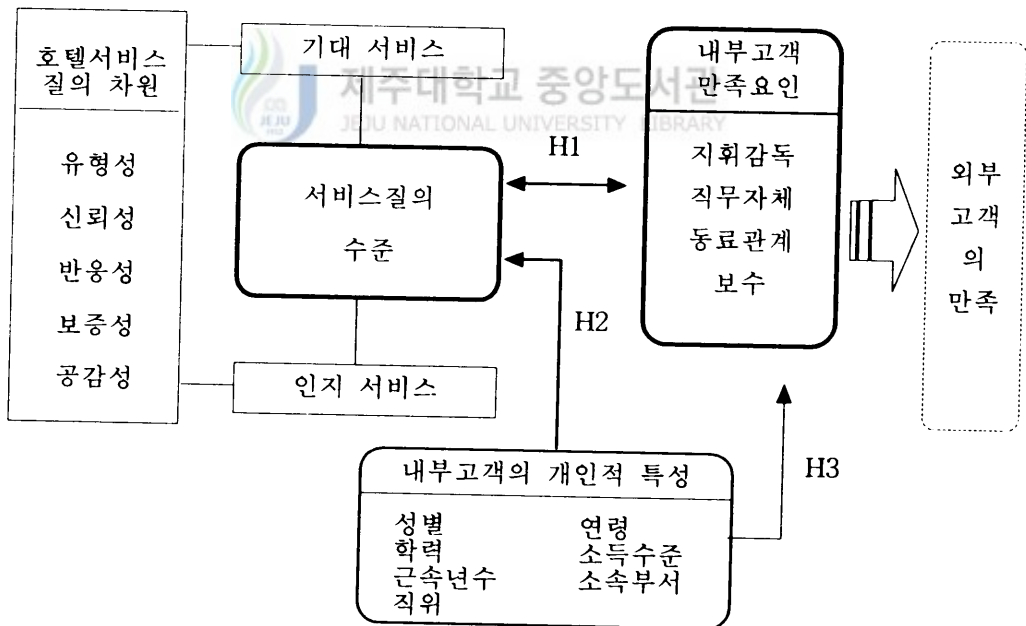 호텔서비스
질의 차원
유형성
신뢰성
반응성
보증성
공감성
기대 서비스
제주대학교 중앙도서관
JEJU NATIONAL UNIVERSITY LIBRARY
JEJU
서비스질의
수준
인지 서비스
H1
H2
내부고객
만족요인
지휘감독
직무자체
동료관계
보수
외부
고객
의
만족
H3
내부고객의 개인적 특성
성별 연령
학력 소득수준
근속년수 소속부서
직위